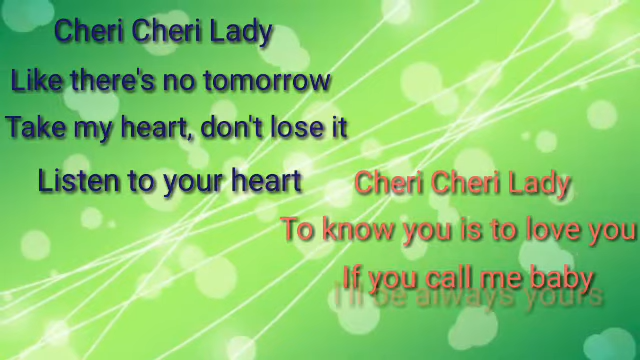 Cheri Cheri Lady
Like there's no tomorrow
Take my heart, don't lose it
Listen to your heart
Cheri Cheri Lady
To know you is to love you
If you call me baby
I'll be always yours